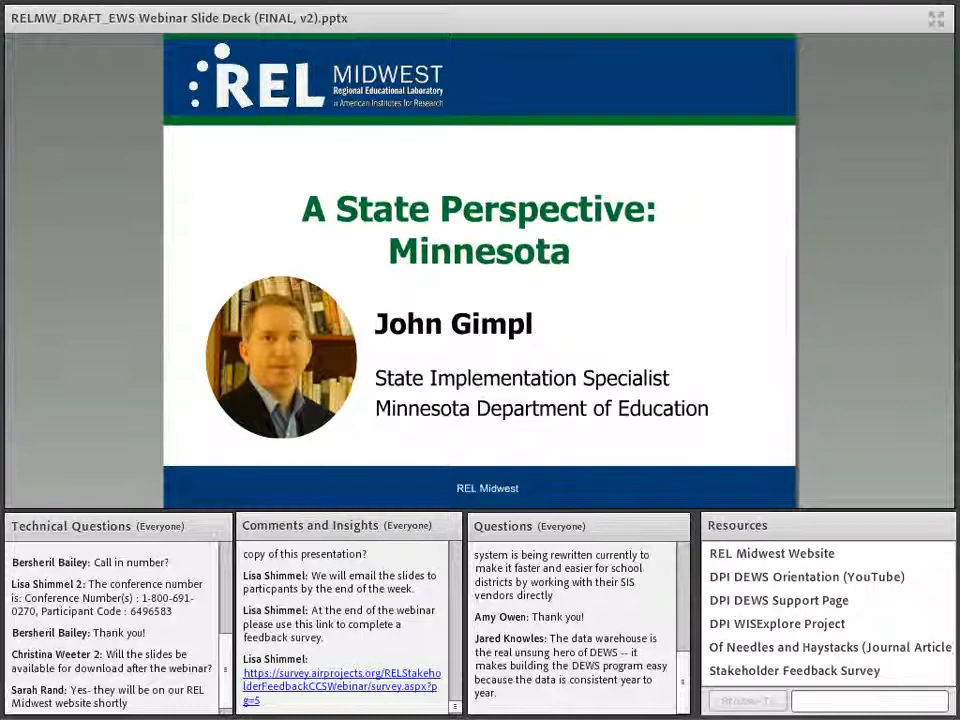 RELMW_DRAFT_EWS Webinar Slide Deck (FINAL, v2).pptx
REL MIDWEST
Regional Educational Laboratory
at American Institutes for Research
A State Perspective:
Minnesota
John Gimpl
State Implementation Specialist
Minnesota Department of Education
REL Midwest
Technical Questions (Everyone)
Bersheril Bailey: Call in number?
Lisa Shimmel 2: The conference number
is: Conference Number(s) : 1-800-691-
0270, Participant Code : 6496583
Bersheril Bailey: Thank you!
Christina Weeter 2: Will the slides be
available for download after the webinar?
Sarah Rand: Yes- they will be on our REL
Midwest website shortly
Comments and Insights (Everyone)
copy of this presentation?
Lisa Shimmel: We will email the slides to
particpants by the end of the week.
Lisa Shimmel: At the end of the webinar
please use this link to complete a
feedback survey.
Lisa Shimmel:
https://survey.airprojects.org/RELStakeho
lderFeedbackCCSWebinar/survey.aspx?p
g=5
Questions (Everyone)
system is being rewritten currently to
make it faster and easier for school
districts by working with their SIS
vendors directly
Amy Owen: Thank you!
Jared Knowles: The data warehouse is
the real unsung hero of DEWS -- it
makes building the DEWS program easy
because the data is consistent year to
year.
Resources
REL Midwest Website
DPI DEWS Orientation (YouTube)
DPI DEWS Support Page
DPI WISExplore Project
Of Needles and Haystacks (Journal Article
Stakeholder Feedback Survey
Browse To